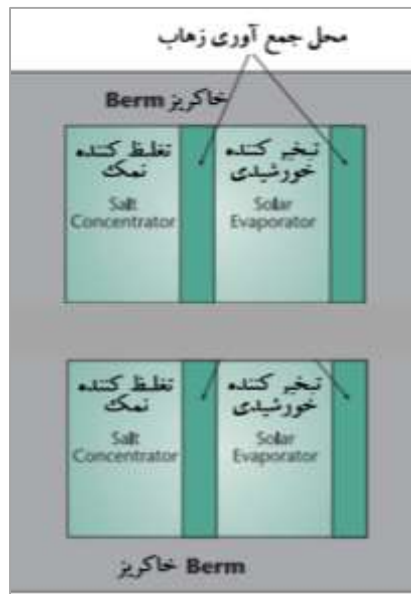 محل جمع آوری زهاب
خاکریز Berm
تبخیر کننده
خورشیدی
Solar
Evaporator
تغلیظ کننده
نمک
Salt
Concentrator
تبخیر کننده
خورشیدی
Solar
Evaporator
تغلیظ کننده
نمک
Salt
Concentrator
Berm خاکریز